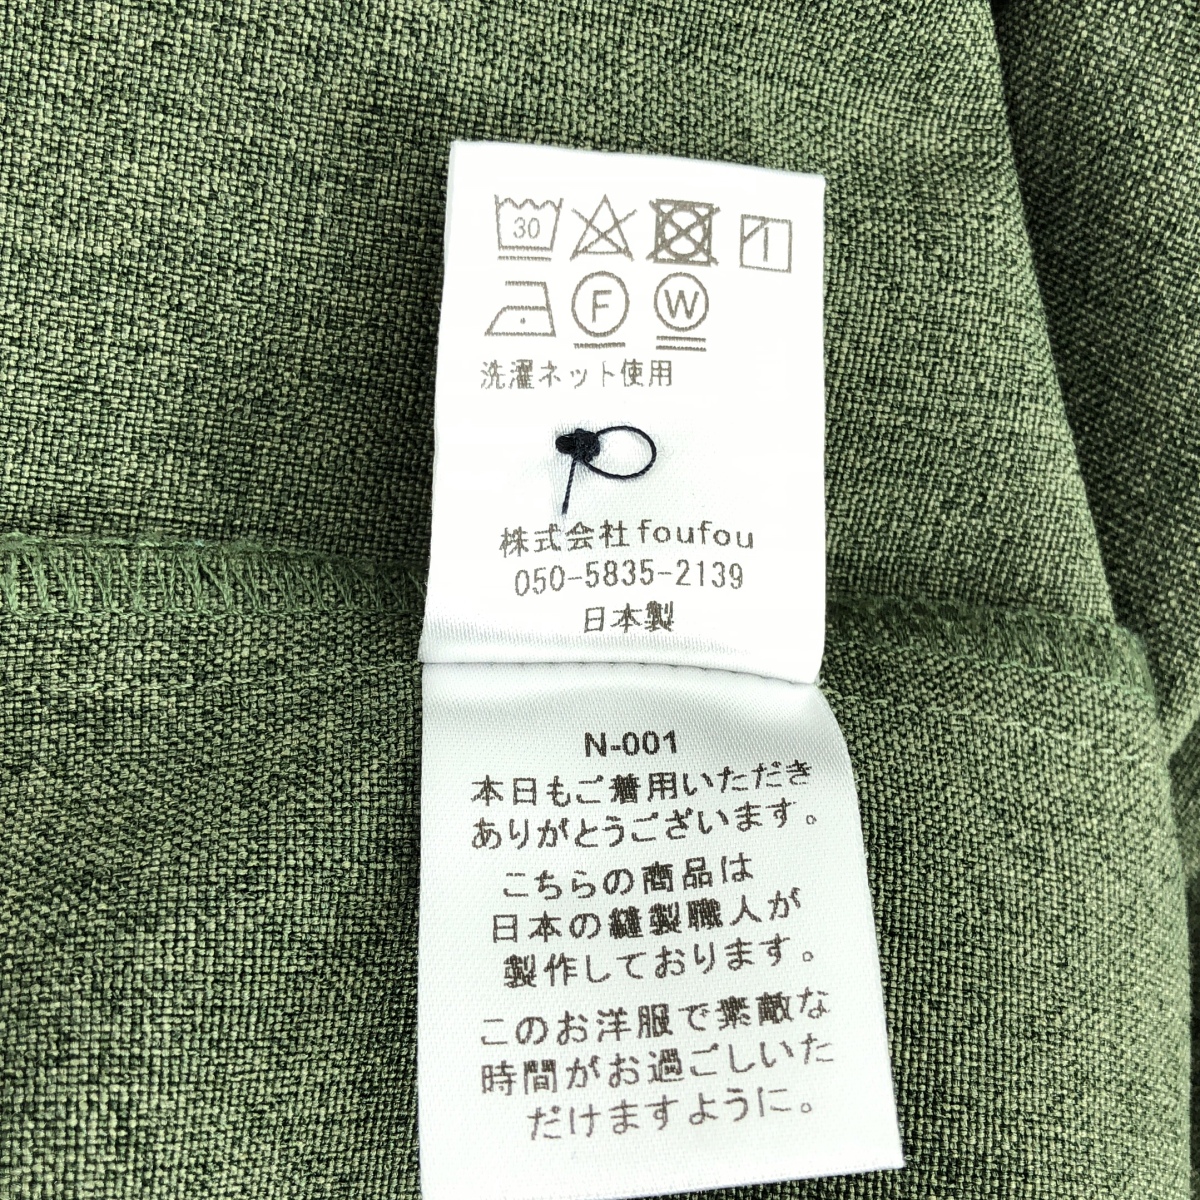 30
F W
洗濯ネット使用
株式会社foufou
050-5835-2139
日本製
N-001
本日もご着用いただき
ありがとうございます。
こちらの商品は
日本の縫製職人が
製作しております。
このお洋服で素敵な
時間がお過ごしいた
だけますように。